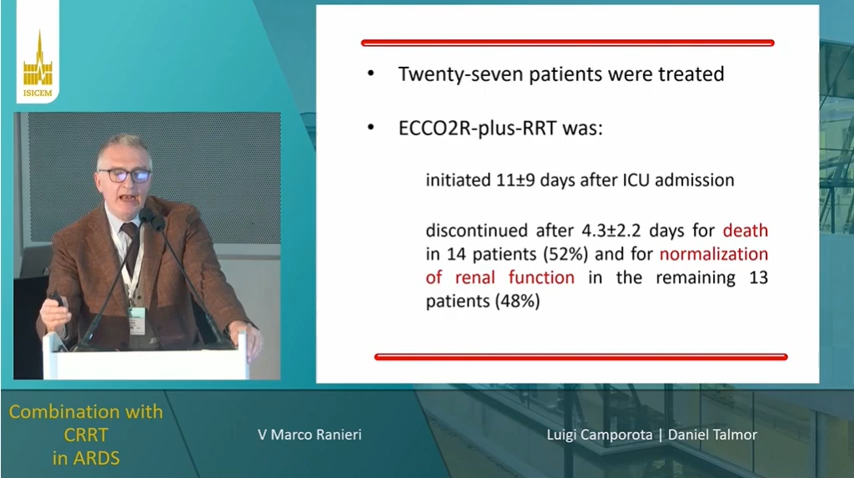 ISICEM
• Twenty-seven patients were treated
• ECCO2R-plus-RRT was:
initiated 11±9 days after ICU admission
discontinued after 4.3±2.2 days for death
in 14 patients (52%) and for normalization
of renal function in the remaining 13
patients (48%)
Combination with
CRRT
in ARDS
V Marco Ranieri
Luigi Camporota | Daniel Talmor